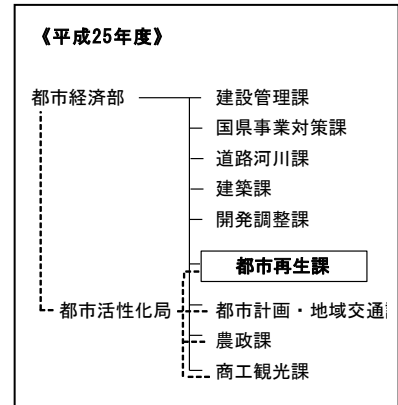 《平成25年度》
都市経済部 建設管理課
国県事業対策課
道路河川課
建築課
開発調整課
都市再生課
都市活性化局 都市計画・地域交通
農政課
商工観光課